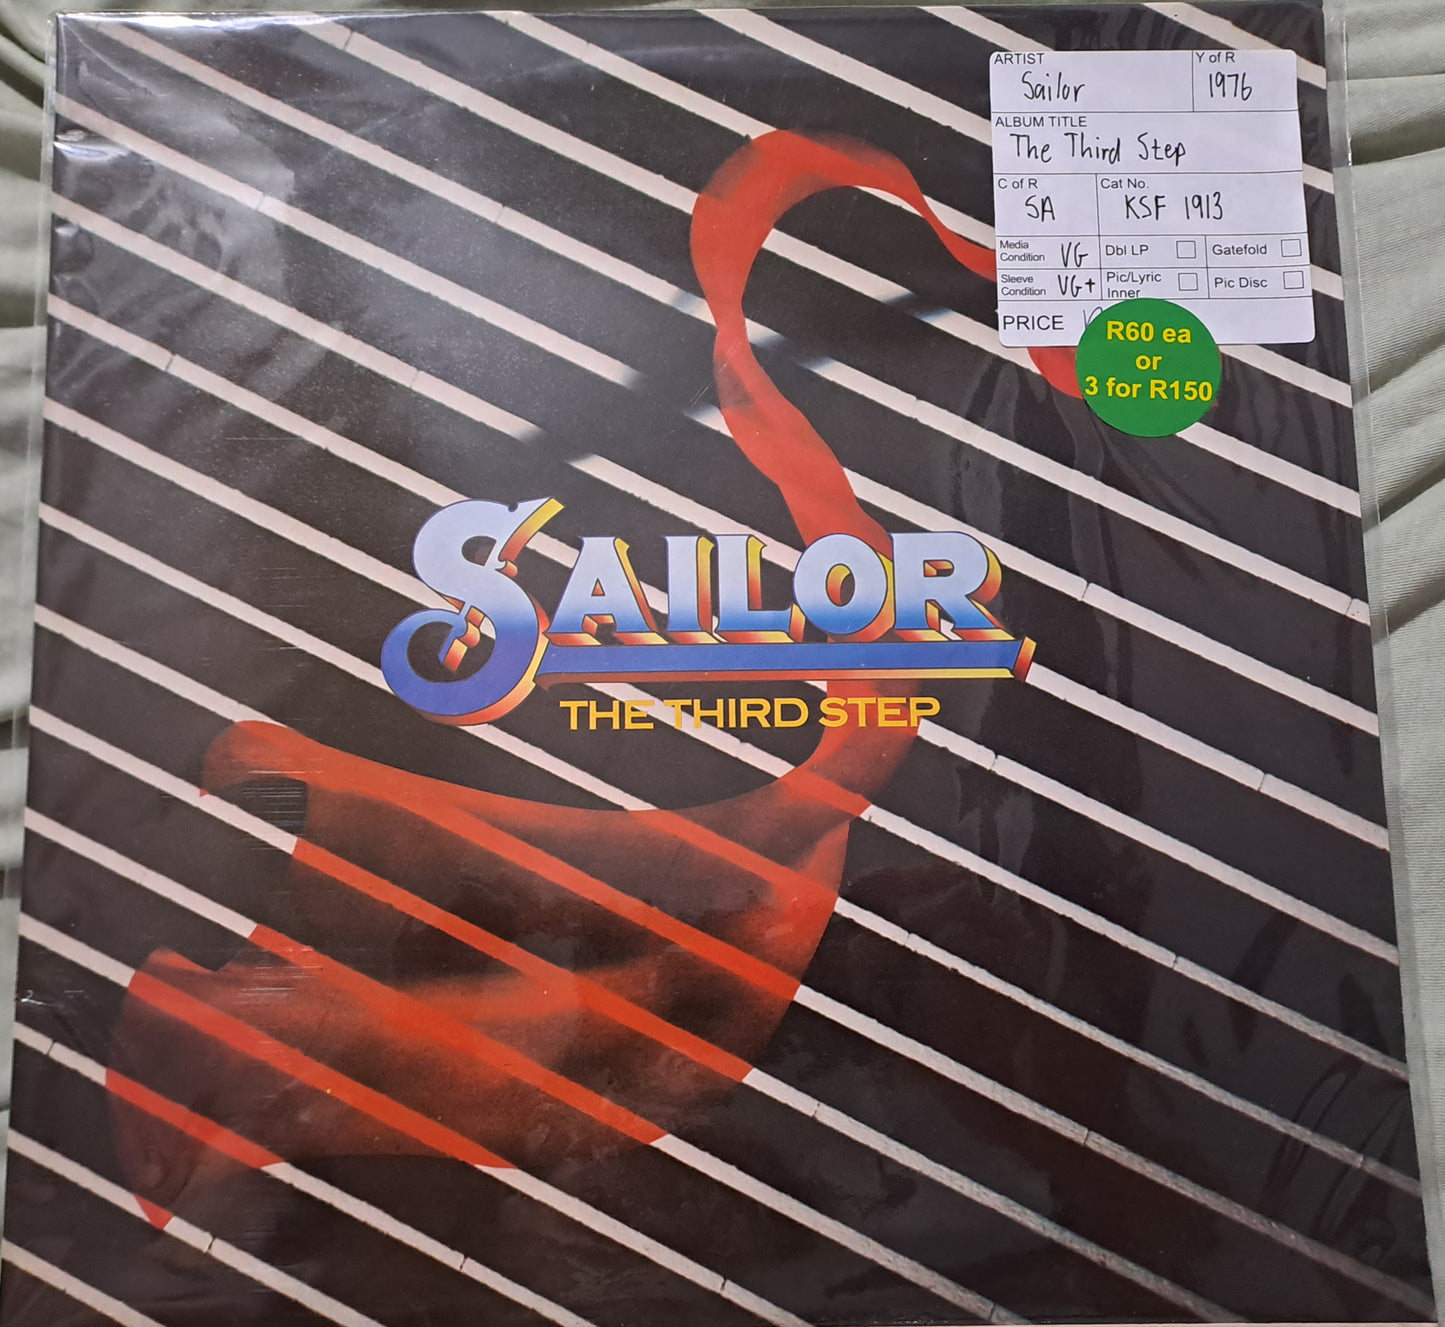 ARTIST
Sailor
Y of R
1976
ALBUM TITLE
The Third Step
C of R
SA
Cat No.
KSF 1913
Media
Condition
VG
Dbl LP
Gatefold
Sleeve
Condition
VG+
Pic/Lyric
Inner
Pic Disc
PRICE
R60 ea
or
3 for R150
SAILOR
THE THIRD STEP